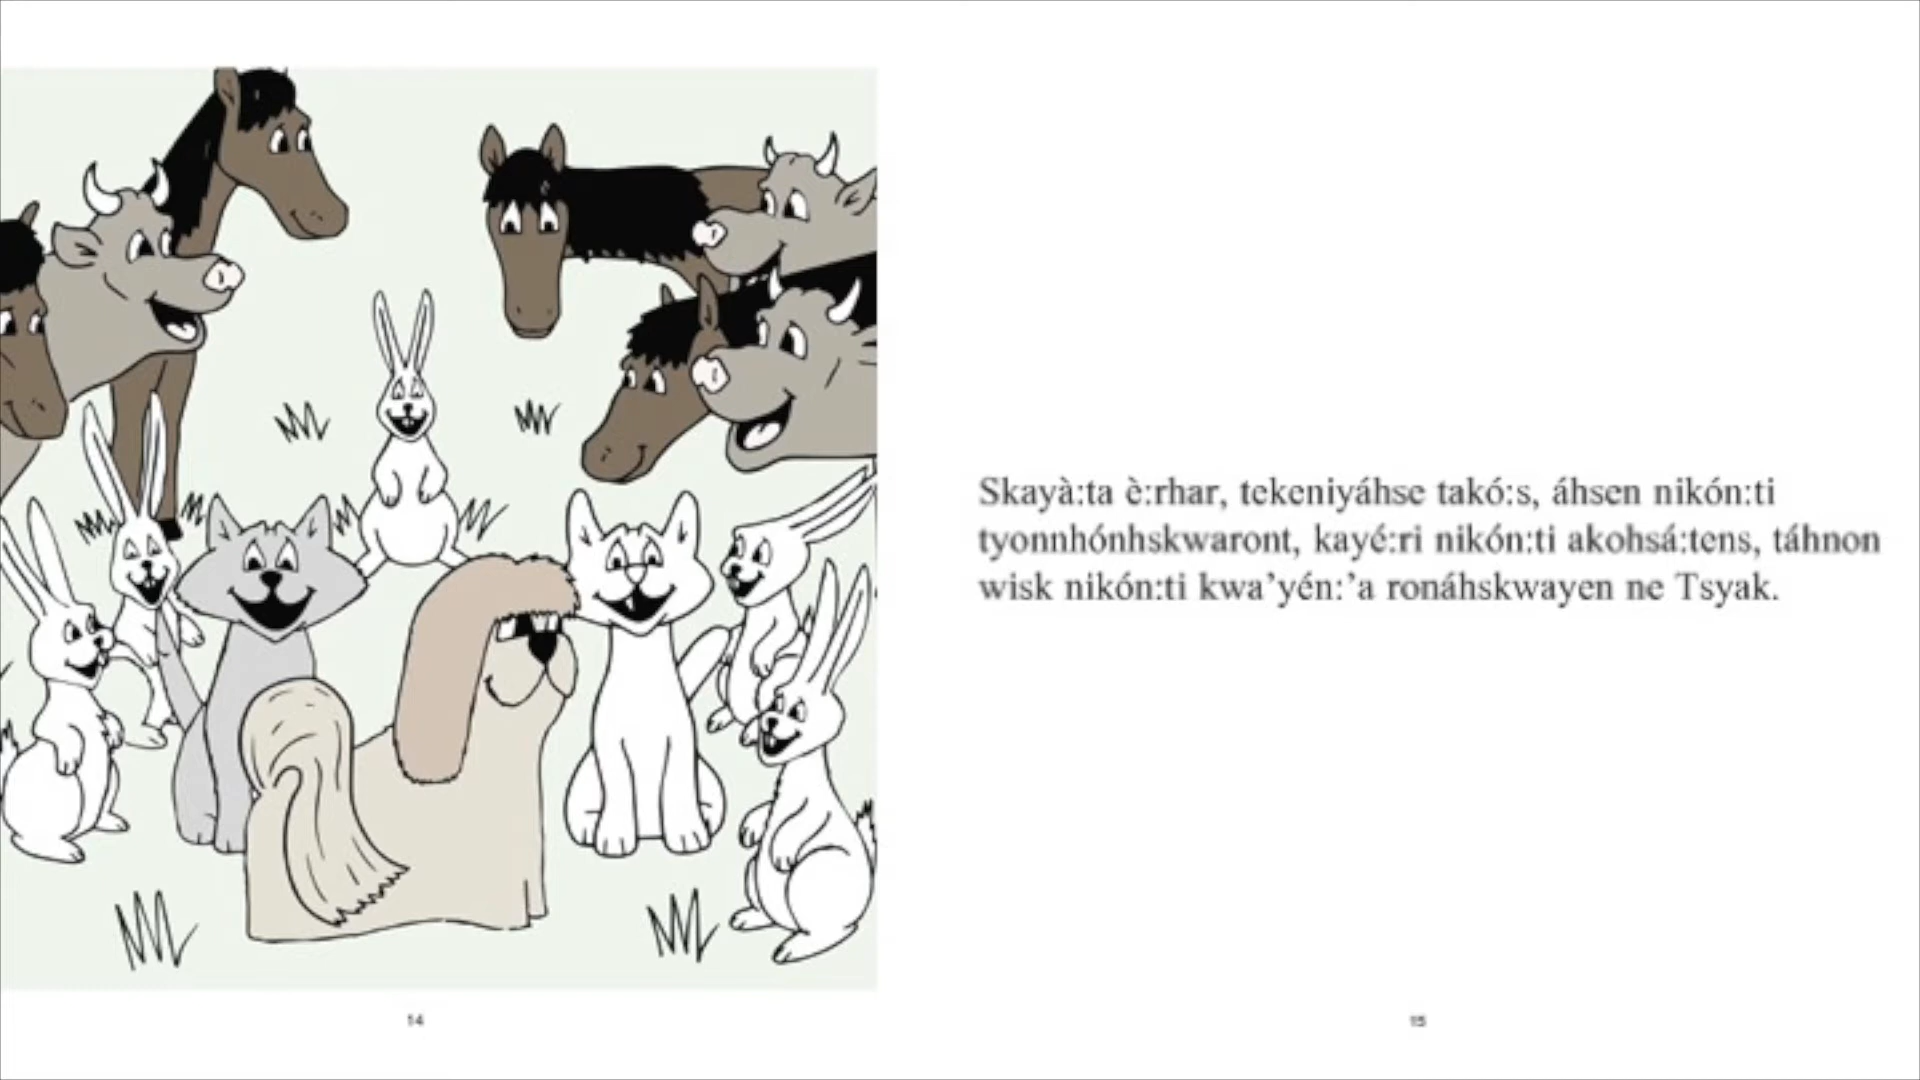 Skayà:ta è:rhar, tekeniyáhse takó:s, áhsen nikón:ti
tyonnhónhskwaront, kayé:ri nikón:ti akohsá:tens, táhnon
wisk nikón:ti kwa’yén:’a ronáhskwayen ne Tsyak.
14
15